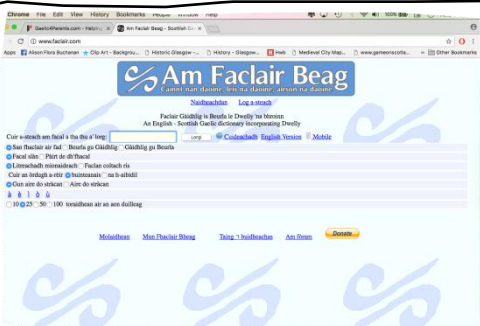 Chrome File Edit View History Bookmarks People Window Help
100%
Gaelic4Parents.com - Helping
Am Faclair Beag - Scottish G
www.faclair.com
Apps Alison Flora Buchanan Clip Art - Backgrou... Historic Glasgow -... History - Glasgow... Heb Medieval City Map... www.gameonscotla... Other Bookmarks
Am Faclair Beag
Cainnt nan daoine, leis na daoine, airson na daoine.
Naidheachdan Log a-steach
Faclair Gàidhlig is Beurla le Dwelly 'na bhroinn
An English - Scottish Gaelic dictionary incorporating Dwelly
Cuir a-steach am facal a tha thu a' lorg: Lorg Cuideachadh English Version Mobile
San fhaclair air fad Beurla gu Gàidhlig Gàidhlig gu Beurla
Facal slàn Pàirt de dh'fhacal
Litreachadh mionaideach Faclan coltach ris
Cuir an òrdugh a-rèir buinteanais na h-aibidil
Gun aire do stràcan Aire do stràcan
à è ì ò ù
10 25 50 100 toraidhean air an aon duilleag
Molaidhean Mun Fhaclair Bheag Taing ⁊ buidheachas Am fòram Donate